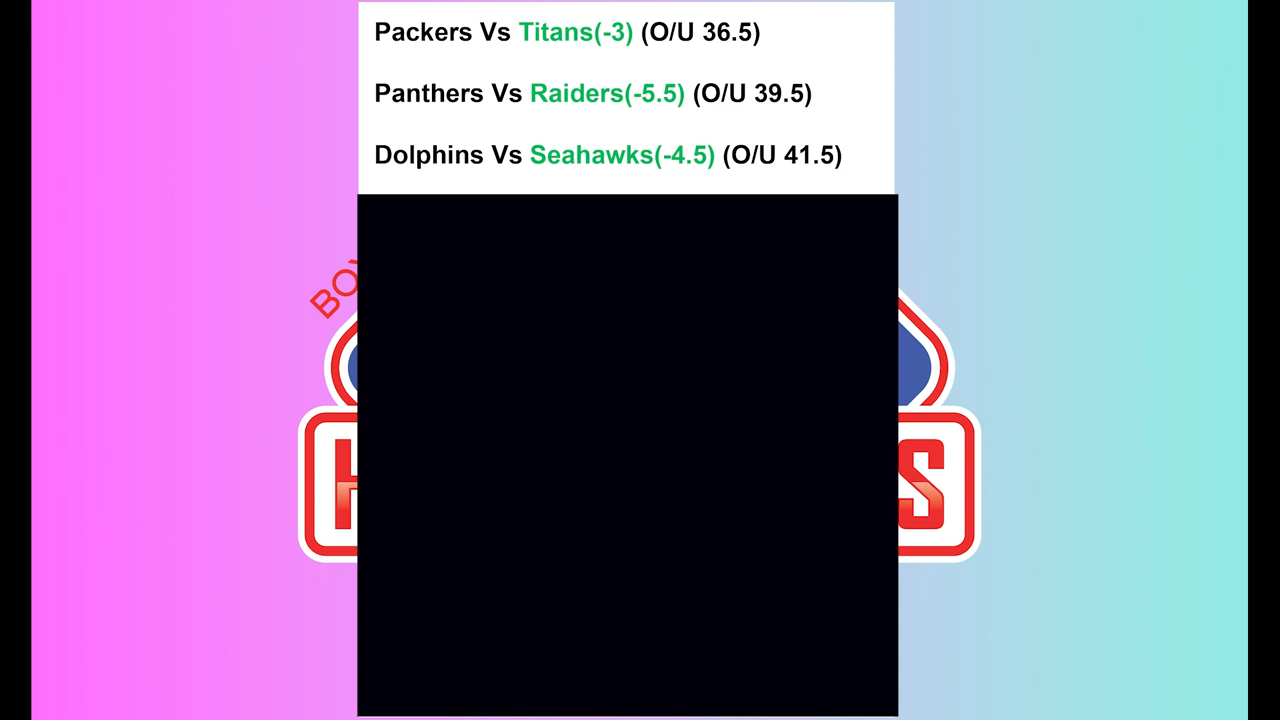 Packers Vs Titans(-3) (O/U 36.5)
Panthers Vs Raiders(-5.5) (O/U 39.5)
Dolphins Vs Seahawks(-4.5) (O/U 41.5)